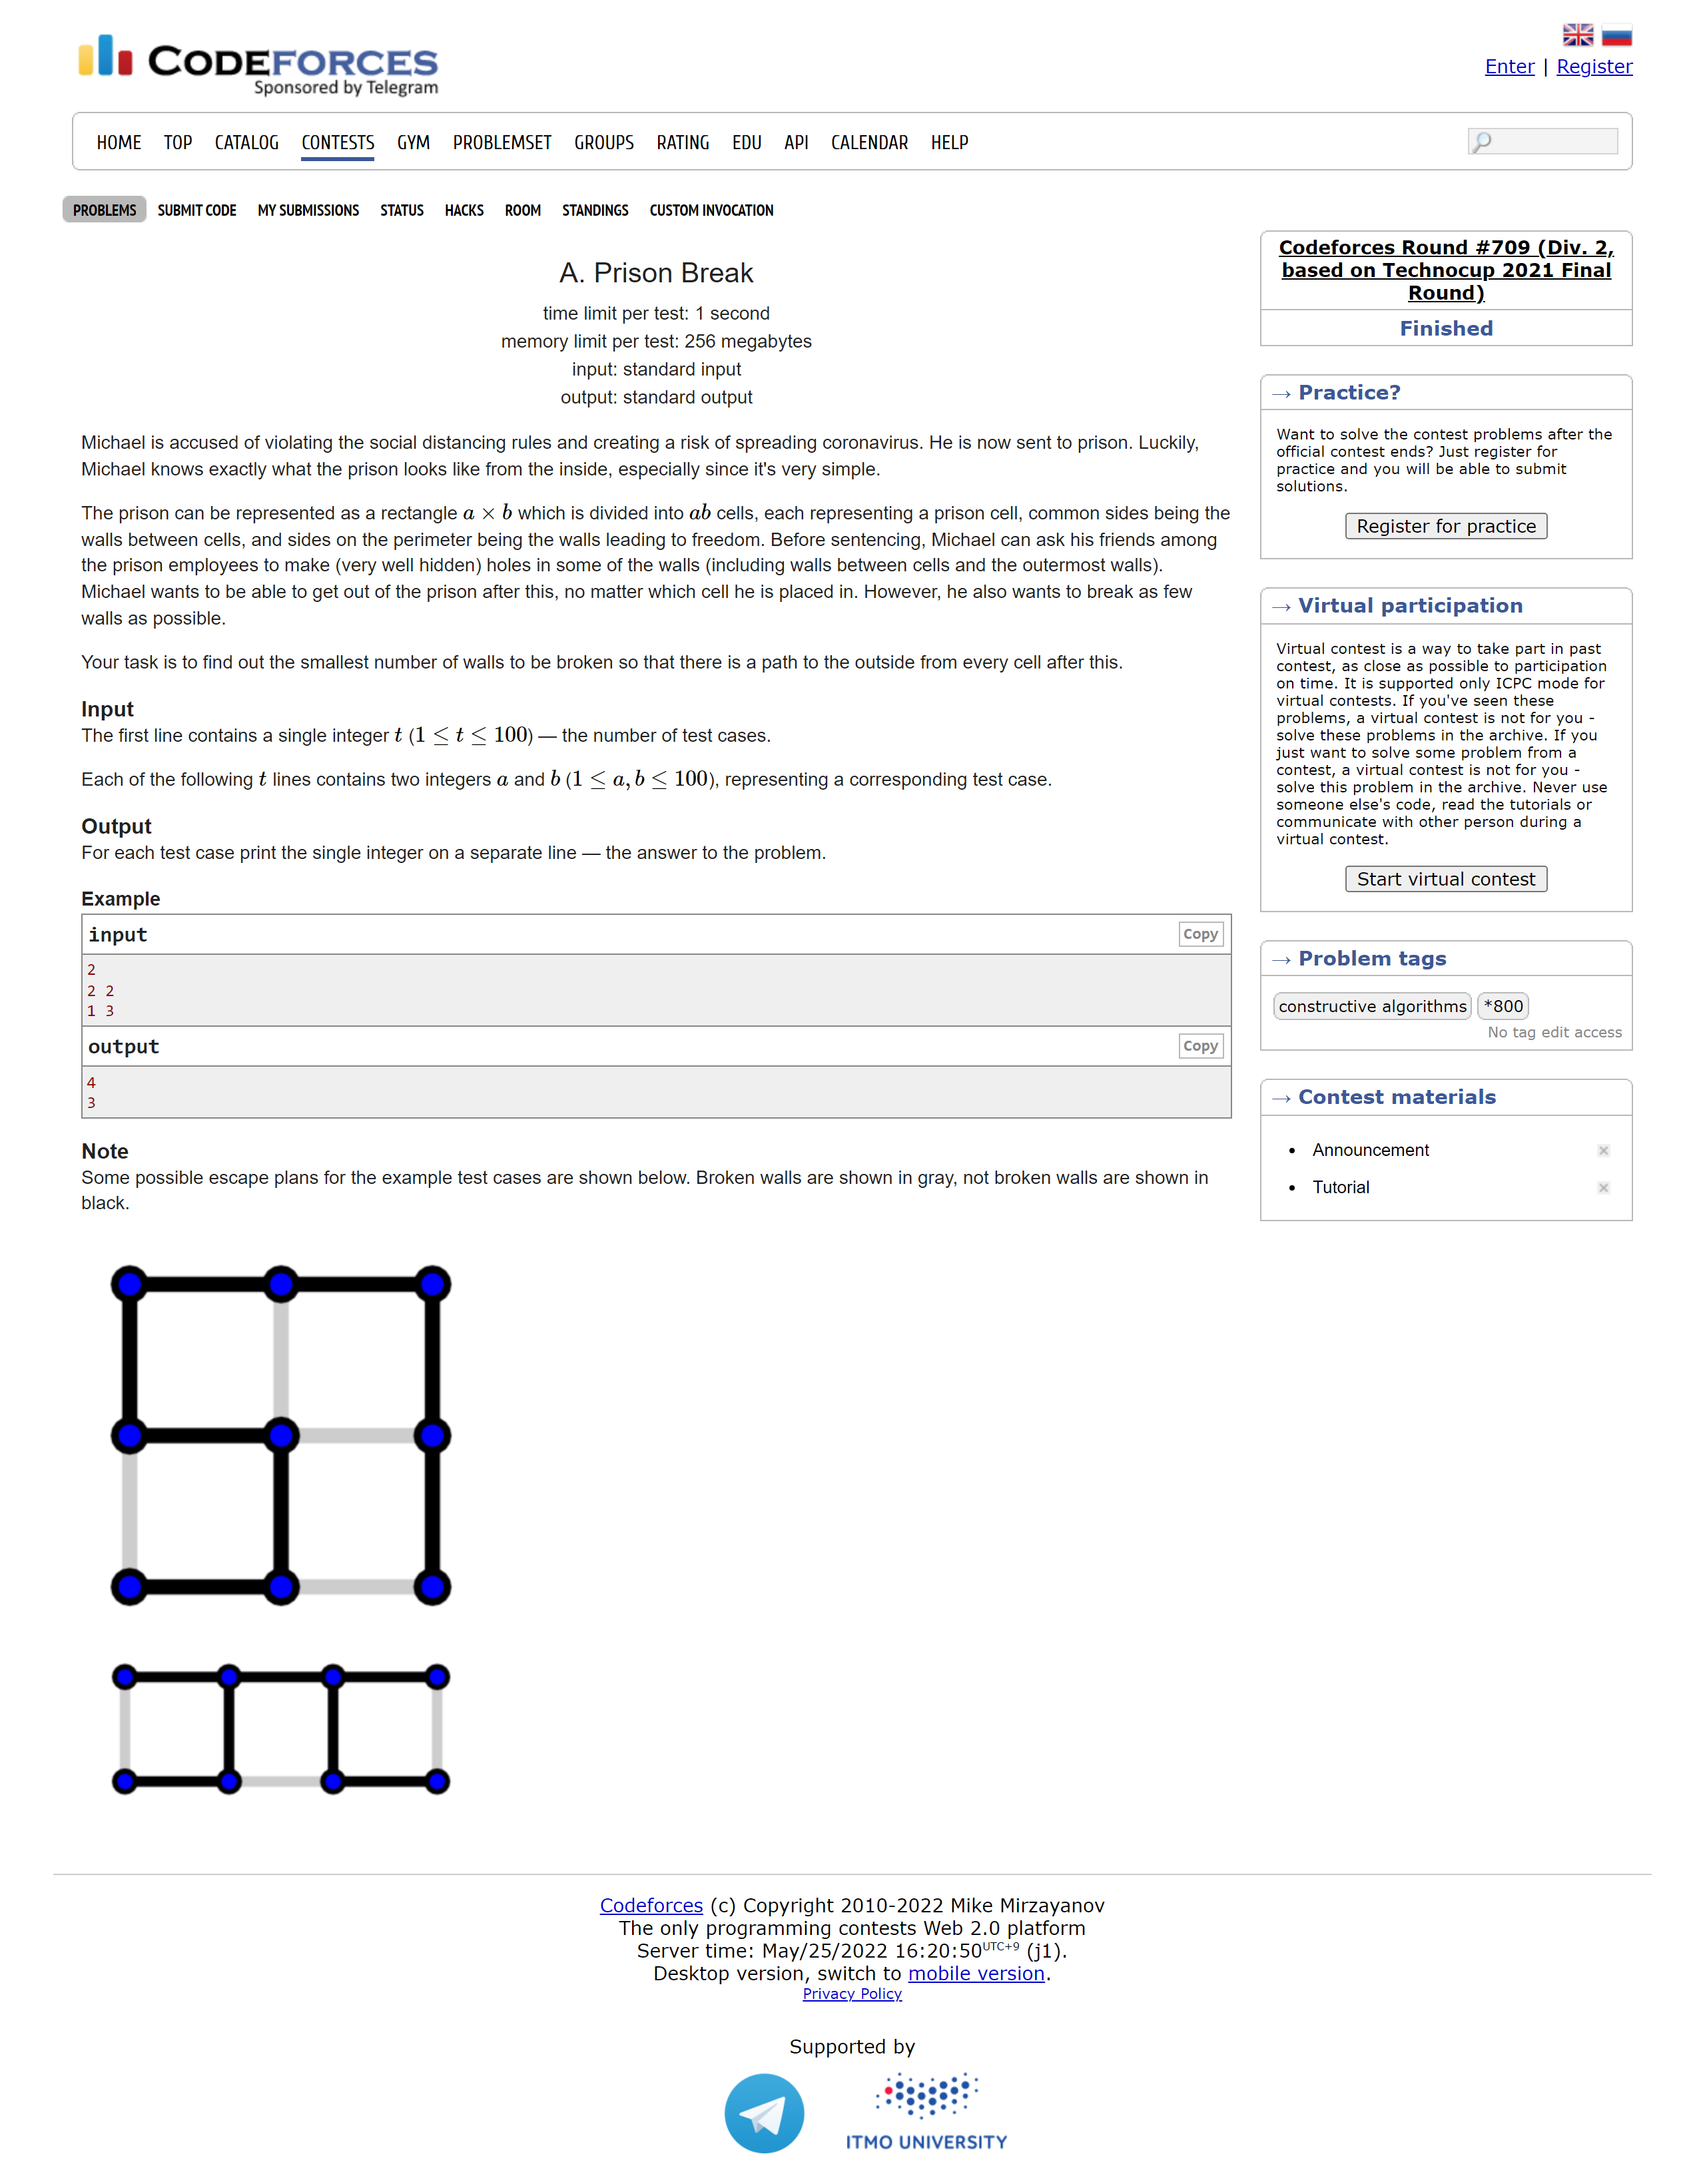 CODEFORCES
Sponsored by Telegram
Enter | Register
HOME TOP CATALOG CONTESTS GYM PROBLEMSET GROUPS RATING EDU API CALENDAR HELP
PROBLEMS SUBMIT CODE MY SUBMISSIONS STATUS HACKS ROOM STANDINGS CUSTOM INVOCATION
A. Prison Break
time limit per test: 1 second
memory limit per test: 256 megabytes
input: standard input
output: standard output
Michael is accused of violating the social distancing rules and creating a risk of spreading coronavirus. He is now sent to prison. Luckily,
Michael knows exactly what the prison looks like from the inside, especially since it's very simple.
The prison can be represented as a rectangle a × b which is divided into ab cells, each representing a prison cell, common sides being the
walls between cells, and sides on the perimeter being the walls leading to freedom. Before sentencing, Michael can ask his friends among
the prison employees to make (very well hidden) holes in some of the walls (including walls between cells and the outermost walls).
Michael wants to be able to get out of the prison after this, no matter which cell he is placed in. However, he also wants to break as few
walls as possible.
Your task is to find out the smallest number of walls to be broken so that there is a path to the outside from every cell after this.
Input
The first line contains a single integer t (1 ≤ t ≤ 100) — the number of test cases.
Each of the following t lines contains two integers a and b (1 ≤ a, b ≤ 100), representing a corresponding test case.
Output
For each test case print the single integer on a separate line — the answer to the problem.
Example
input
Copy
2
2 2
1 3
output
Copy
4
3
Note
Some possible escape plans for the example test cases are shown below. Broken walls are shown in gray, not broken walls are shown in
black.
Codeforces Round #709 (Div. 2,
based on Technocup 2021 Final
Round)
Finished
→ Practice?
Want to solve the contest problems after the
official contest ends? Just register for
practice and you will be able to submit
solutions.
Register for practice
→ Virtual participation
Virtual contest is a way to take part in past
contest, as close as possible to participation
on time. It is supported only ICPC mode for
virtual contests. If you've seen these
problems, a virtual contest is not for you -
solve these problems in the archive. If you
just want to solve some problem from a
contest, a virtual contest is not for you -
solve this problem in the archive. Never use
someone else's code, read the tutorials or
communicate with other person during a
virtual contest.
Start virtual contest
→ Problem tags
constructive algorithms *800
No tag edit access
→ Contest materials
• Announcement
• Tutorial
Codeforces (c) Copyright 2010-2022 Mike Mirzayanov
The only programming contests Web 2.0 platform
Server time: May/25/2022 16:20:50UTC+9 (j1).
Desktop version, switch to mobile version.
Privacy Policy
Supported by
ITMO UNIVERSITY